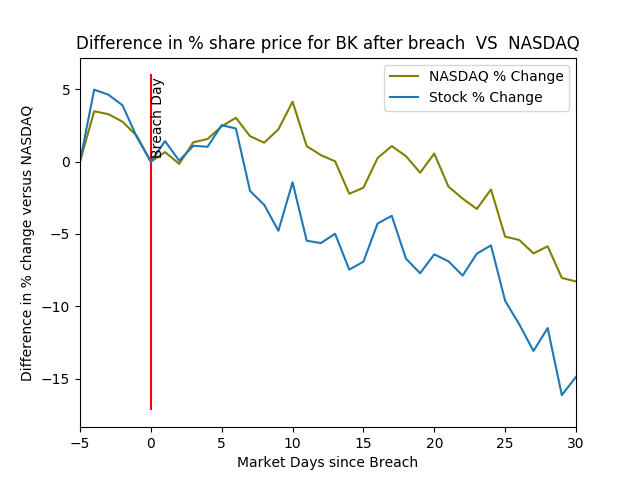 Difference in % share price for BK after breach  VS  NASDAQ
NASDAQ % Change
Stock % Change
Breach Day
Difference in % change versus NASDAQ
5
0
−5
−10
−15
−5
0
5
10
15
20
25
30
Market Days since Breach